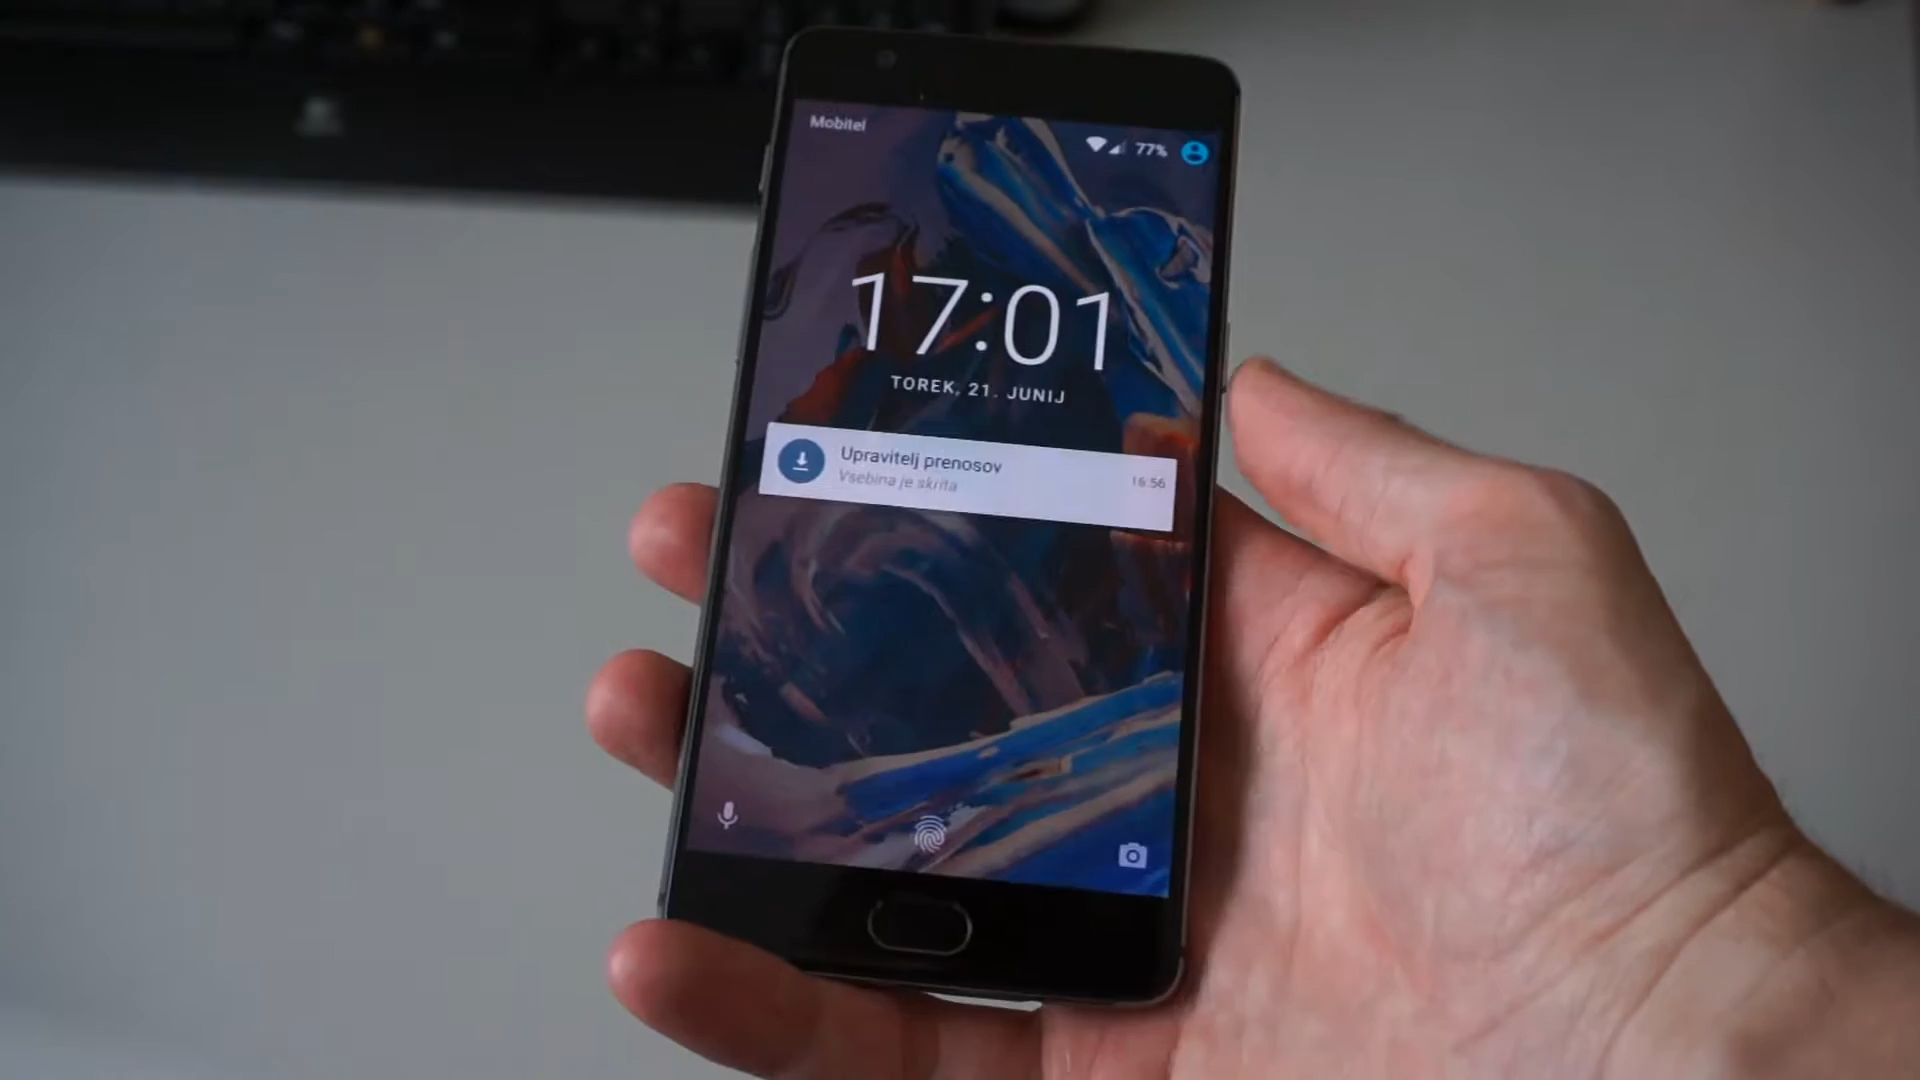 Mobitel
77%
17:01
TOREK, 21. JUNIJ
Upravitelj prenosov
Vsebina je skrita
16:56